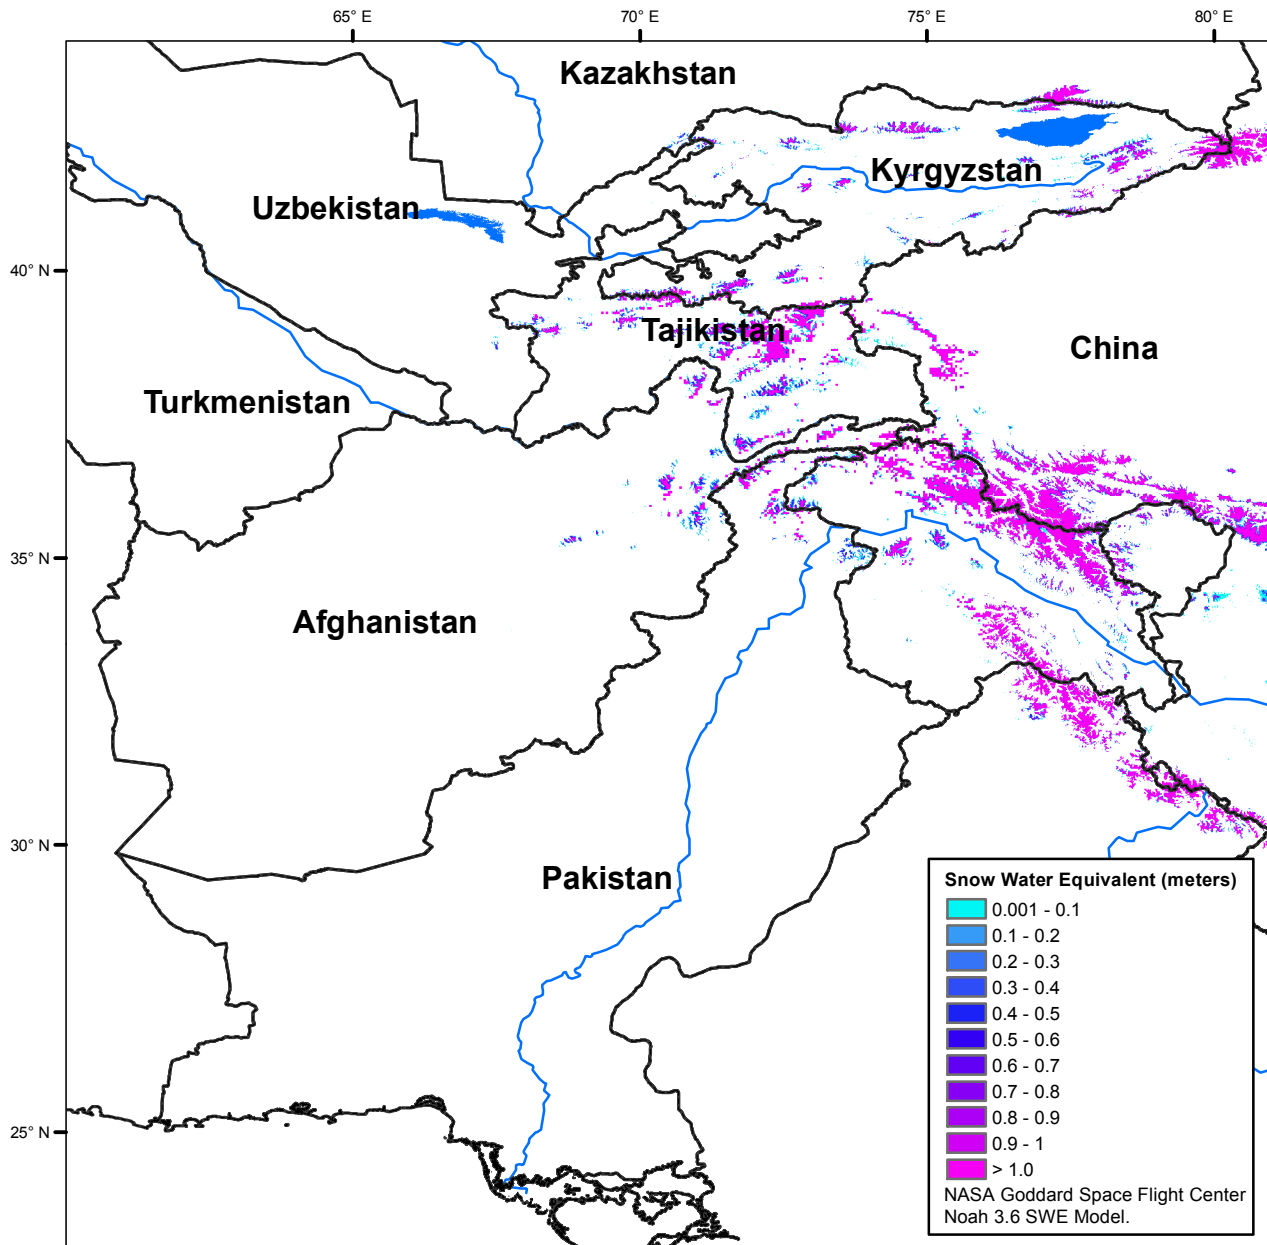 65° E
70° E
75° E
80° E
Kazakhstan
Kyrgyzstan
Uzbekistan
40° N
Tajikistan
China
Turkmenistan
35° N
Afghanistan
30° N
Pakistan
25° N
Snow Water Equivalent (meters)
0.001 - 0.1
0.1 - 0.2
0.2 - 0.3
0.3 - 0.4
0.4 - 0.5
0.5 - 0.6
0.6 - 0.7
0.7 - 0.8
0.8 - 0.9
0.9 - 1
> 1.0
NASA Goddard Space Flight Center
Noah 3.6 SWE Model.